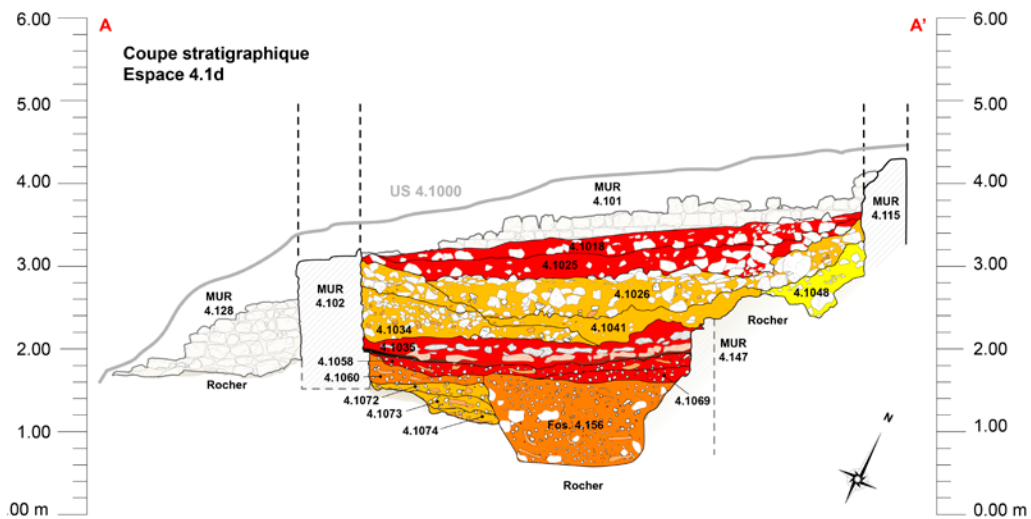 6.00
A
A'
6.00
Coupe stratigraphique
Espace 4.1d
5.00
5.00
US 4.1000
MUR
4.101
4.00
4.00
MUR
4.115
4.1018
4.1025
3.00
3.00
MUR
4.128
MUR
4.102
4.1026
4.1048
4.1034
4.1041
Rocher
2.00
2.00
4.1035
MUR
4.147
4.1058
Rocher
4.1060
4.1069
4.1072
4.1073
4.1074
Fos. 4,156
1.00
1.00
N
Rocher
.00 m
0.00 m